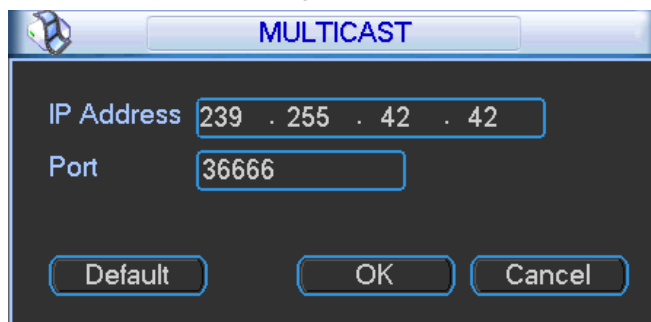 MULTICAST
IP Address 239 . 255 . 42 . 42
Port 36666
Default OK Cancel